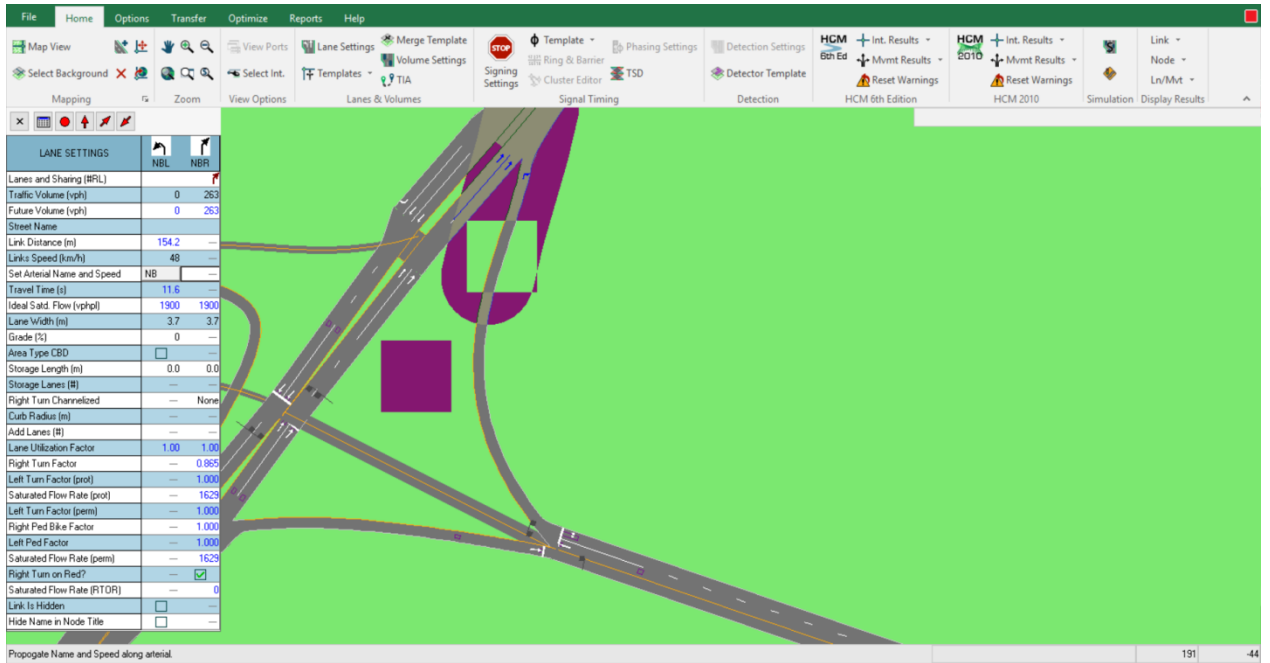 File Home Options Transfer Optimize Reports Help
Map View View Ports Lane Settings Merge Template STOP Template Phasing Settings Detection Settings HCM Int. Results HCM Int. Results Link
Volume Settings Ring & Barrier 6th Ed Mvmt Results 2010 Mvmt Results Node
Select Background Select Int. Templates TIA Signing Settings Cluster Editor TSD Detector Template Reset Warnings Reset Warnings Ln/Mvt
Mapping Zoom View Options Lanes & Volumes Signal Timing Detection HCM 6th Edition HCM 2010 Simulation Display Results
LANE SETTINGS NBL NBR
Lanes and Sharing (#RL)
Traffic Volume (vph) 0 263
Future Volume (vph) 0 263
Street Name
Link Distance (m) 154.2 —
Links Speed (km/h) 48 —
Set Arterial Name and Speed NB —
Travel Time (s) 11.6 —
Ideal Satd. Flow (vphpl) 1900 1900
Lane Width (m) 3.7 3.7
Grade (%) 0 —
Area Type CBD —
Storage Length (m) 0.0 0.0
Storage Lanes (#) — —
Right Turn Channelized — None
Curb Radius (m) — —
Add Lanes (#) — —
Lane Utilization Factor 1.00 1.00
Right Turn Factor — 0.865
Left Turn Factor (prot) — 1.000
Saturated Flow Rate (prot) — 1629
Left Turn Factor (perm) — 1.000
Right Ped Bike Factor — 1.000
Left Ped Factor — 1.000
Saturated Flow Rate (perm) — 1629
Right Turn on Red? —
Saturated Flow Rate (RTOR) — 0
Link Is Hidden —
Hide Name in Node Title —
Propogate Name and Speed along arterial. 191 -44